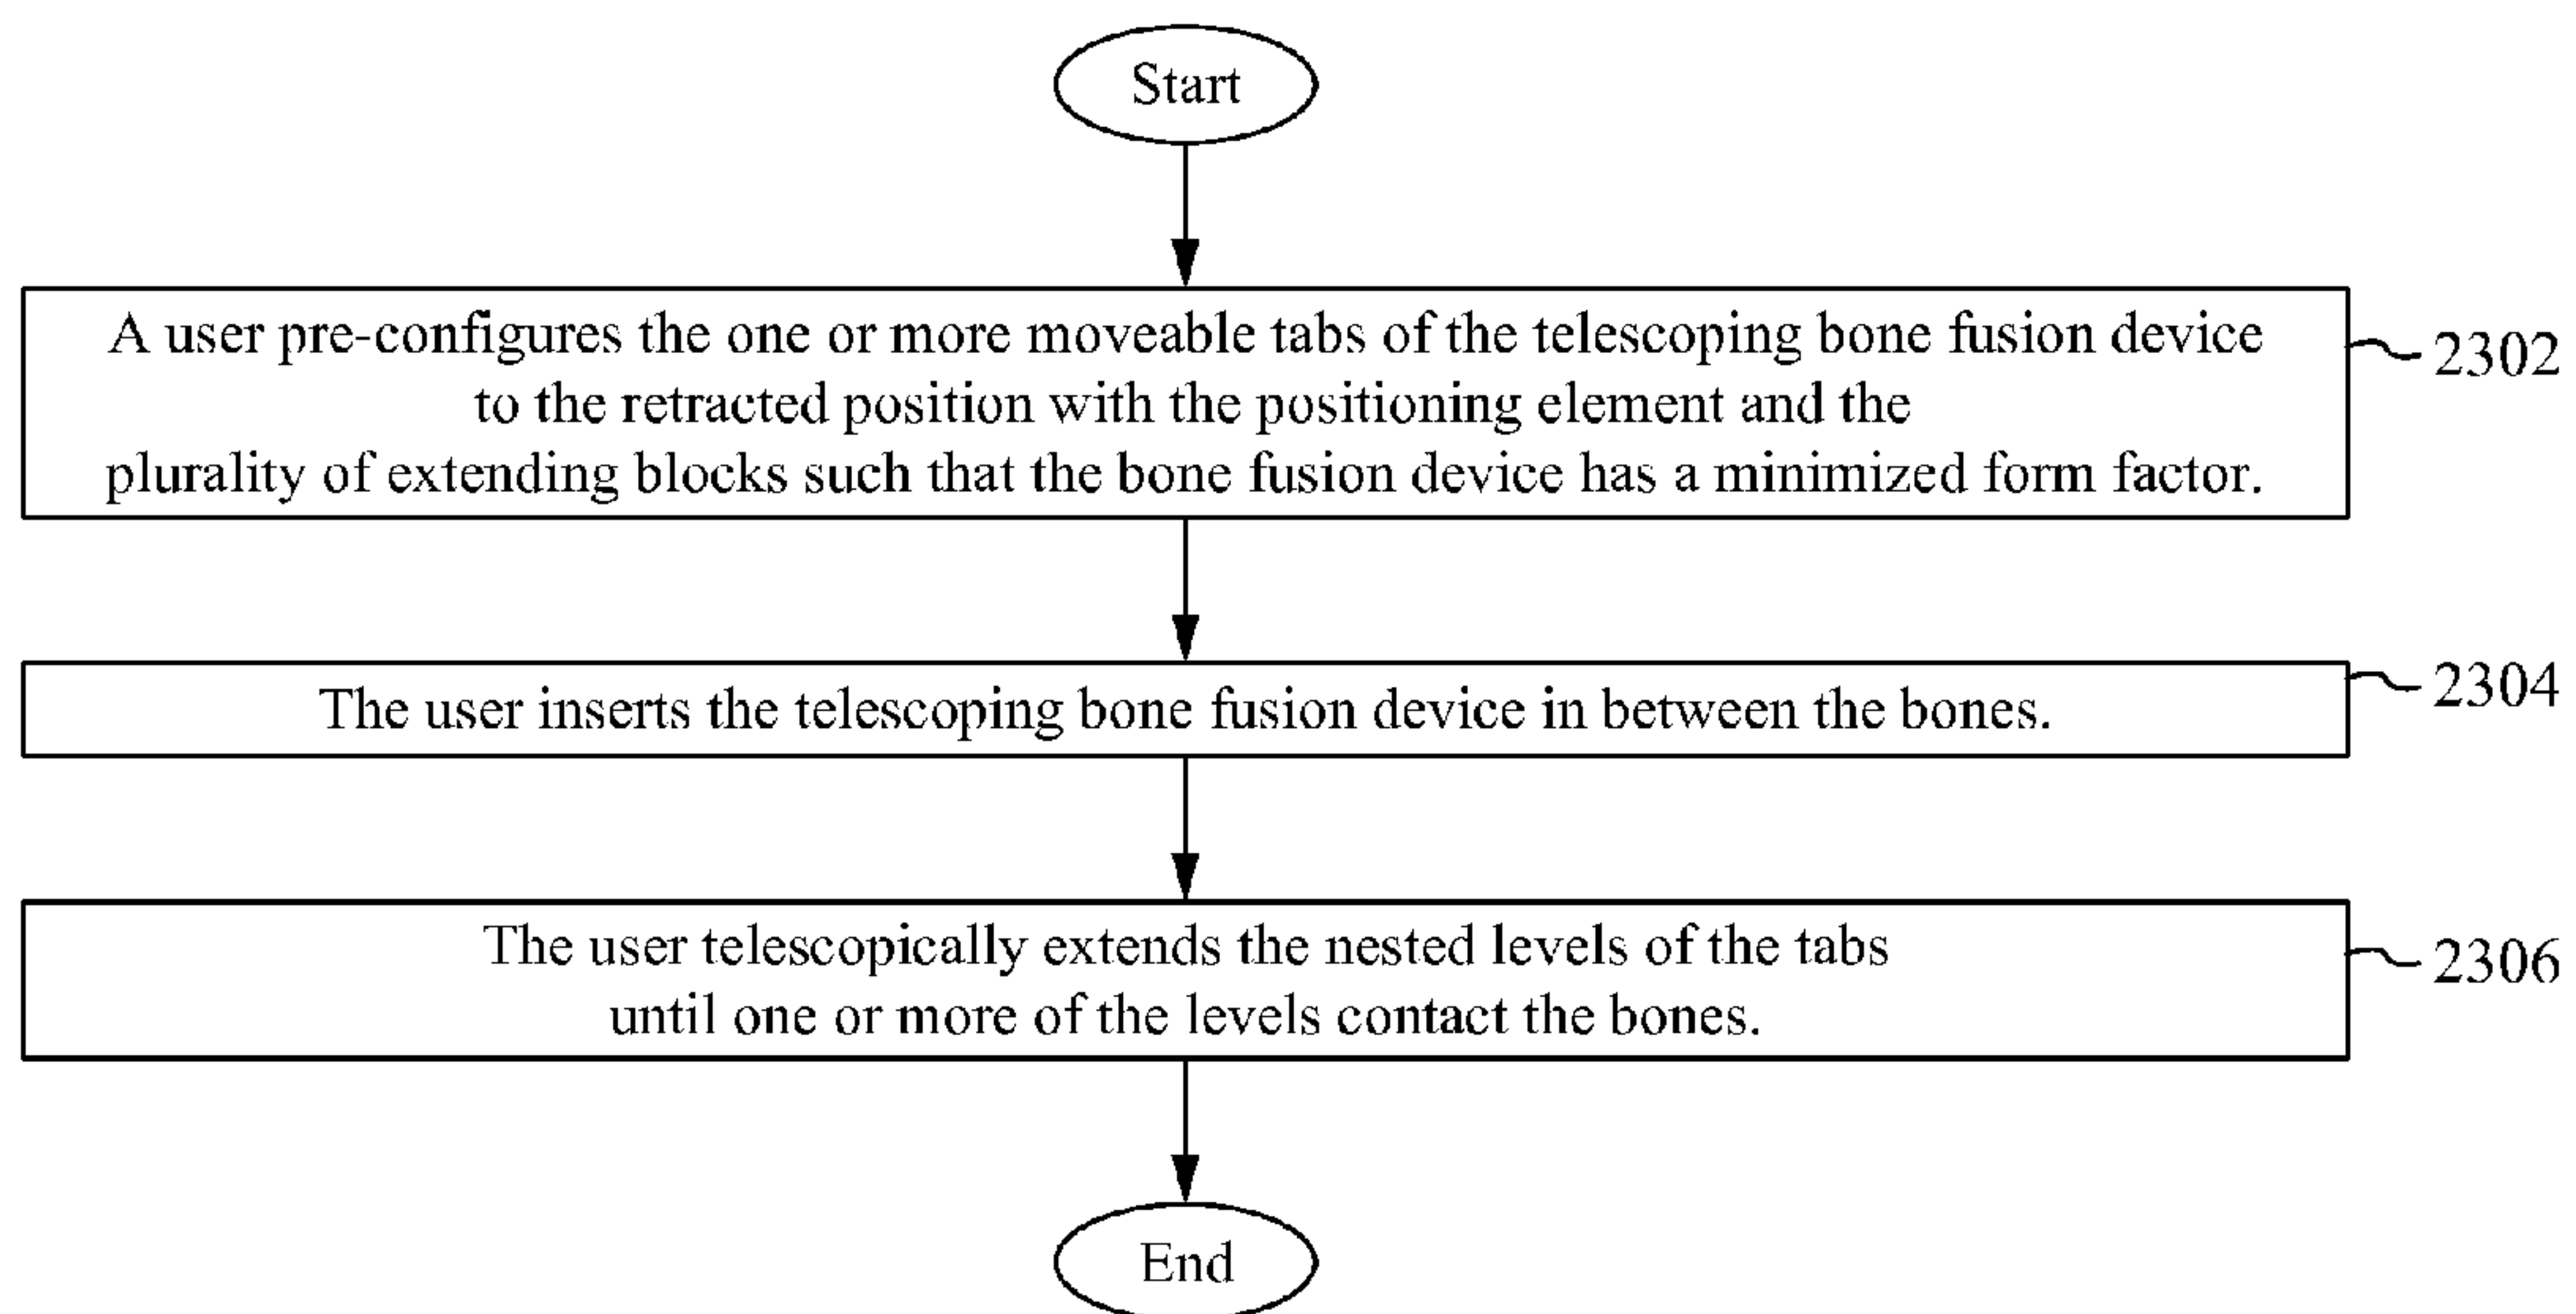 Start
A user pre-configures the one or more moveable tabs of the telescoping bone fusion device
to the retracted position with the positioning element and the
plurality of extending blocks such that the bone fusion device has a minimized form factor.
2302
The user inserts the telescoping bone fusion device in between the bones.
2304
The user telescopically extends the nested levels of the tabs
until one or more of the levels contact the bones.
2306
End